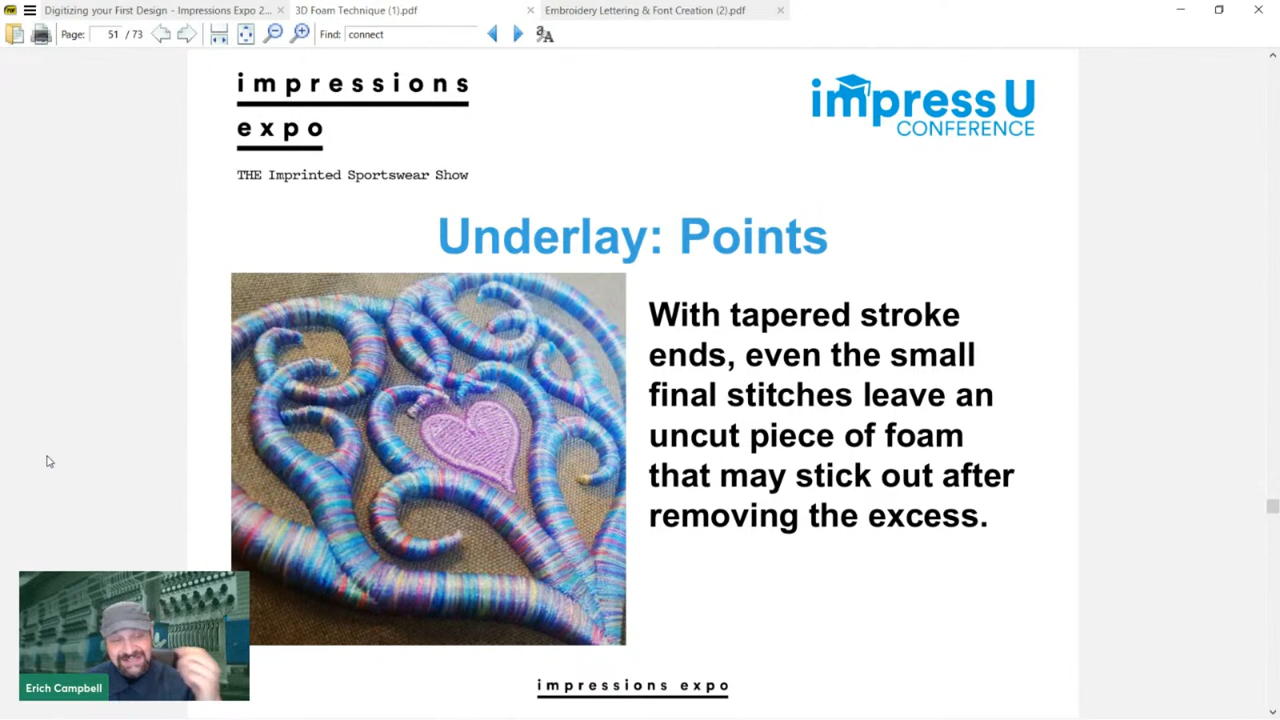 Digitizing your First Design - Impressions Expo 2...
3D Foam Technique (1).pdf
Embroidery Lettering & Font Creation (2).pdf
Page: 51 / 73
Find: connect
impressions
expo
THE Imprinted Sportswear Show
impress U
CONFERENCE
Underlay: Points
With tapered stroke
ends, even the small
final stitches leave an
uncut piece of foam
that may stick out after
removing the excess.
Erich Campbell
impressions expo